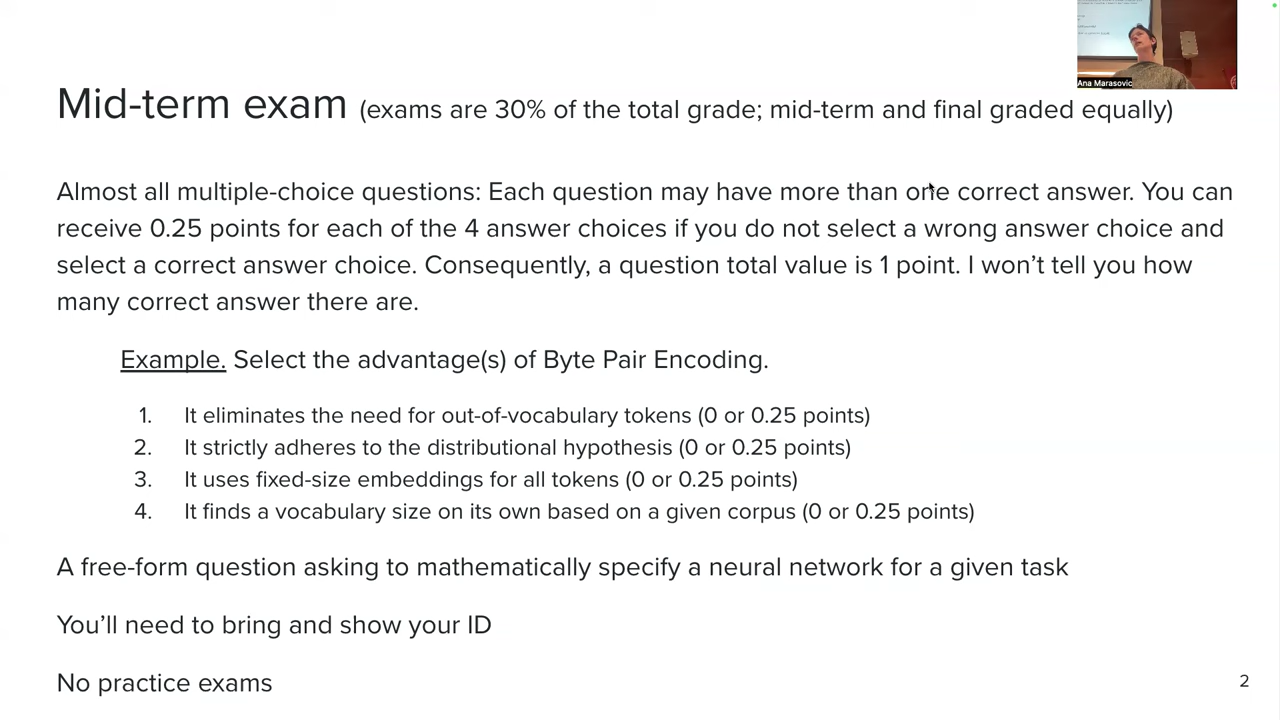 Ana Marasovic
Mid-term exam (exams are 30% of the total grade; mid-term and final graded equally)
Almost all multiple-choice questions: Each question may have more than one correct answer. You can
receive 0.25 points for each of the 4 answer choices if you do not select a wrong answer choice and
select a correct answer choice. Consequently, a question total value is 1 point. I won’t tell you how
many correct answer there are.
Example. Select the advantage(s) of Byte Pair Encoding.
1. It eliminates the need for out-of-vocabulary tokens (0 or 0.25 points)
2. It strictly adheres to the distributional hypothesis (0 or 0.25 points)
3. It uses fixed-size embeddings for all tokens (0 or 0.25 points)
4. It finds a vocabulary size on its own based on a given corpus (0 or 0.25 points)
A free-form question asking to mathematically specify a neural network for a given task
You’ll need to bring and show your ID
No practice exams
2